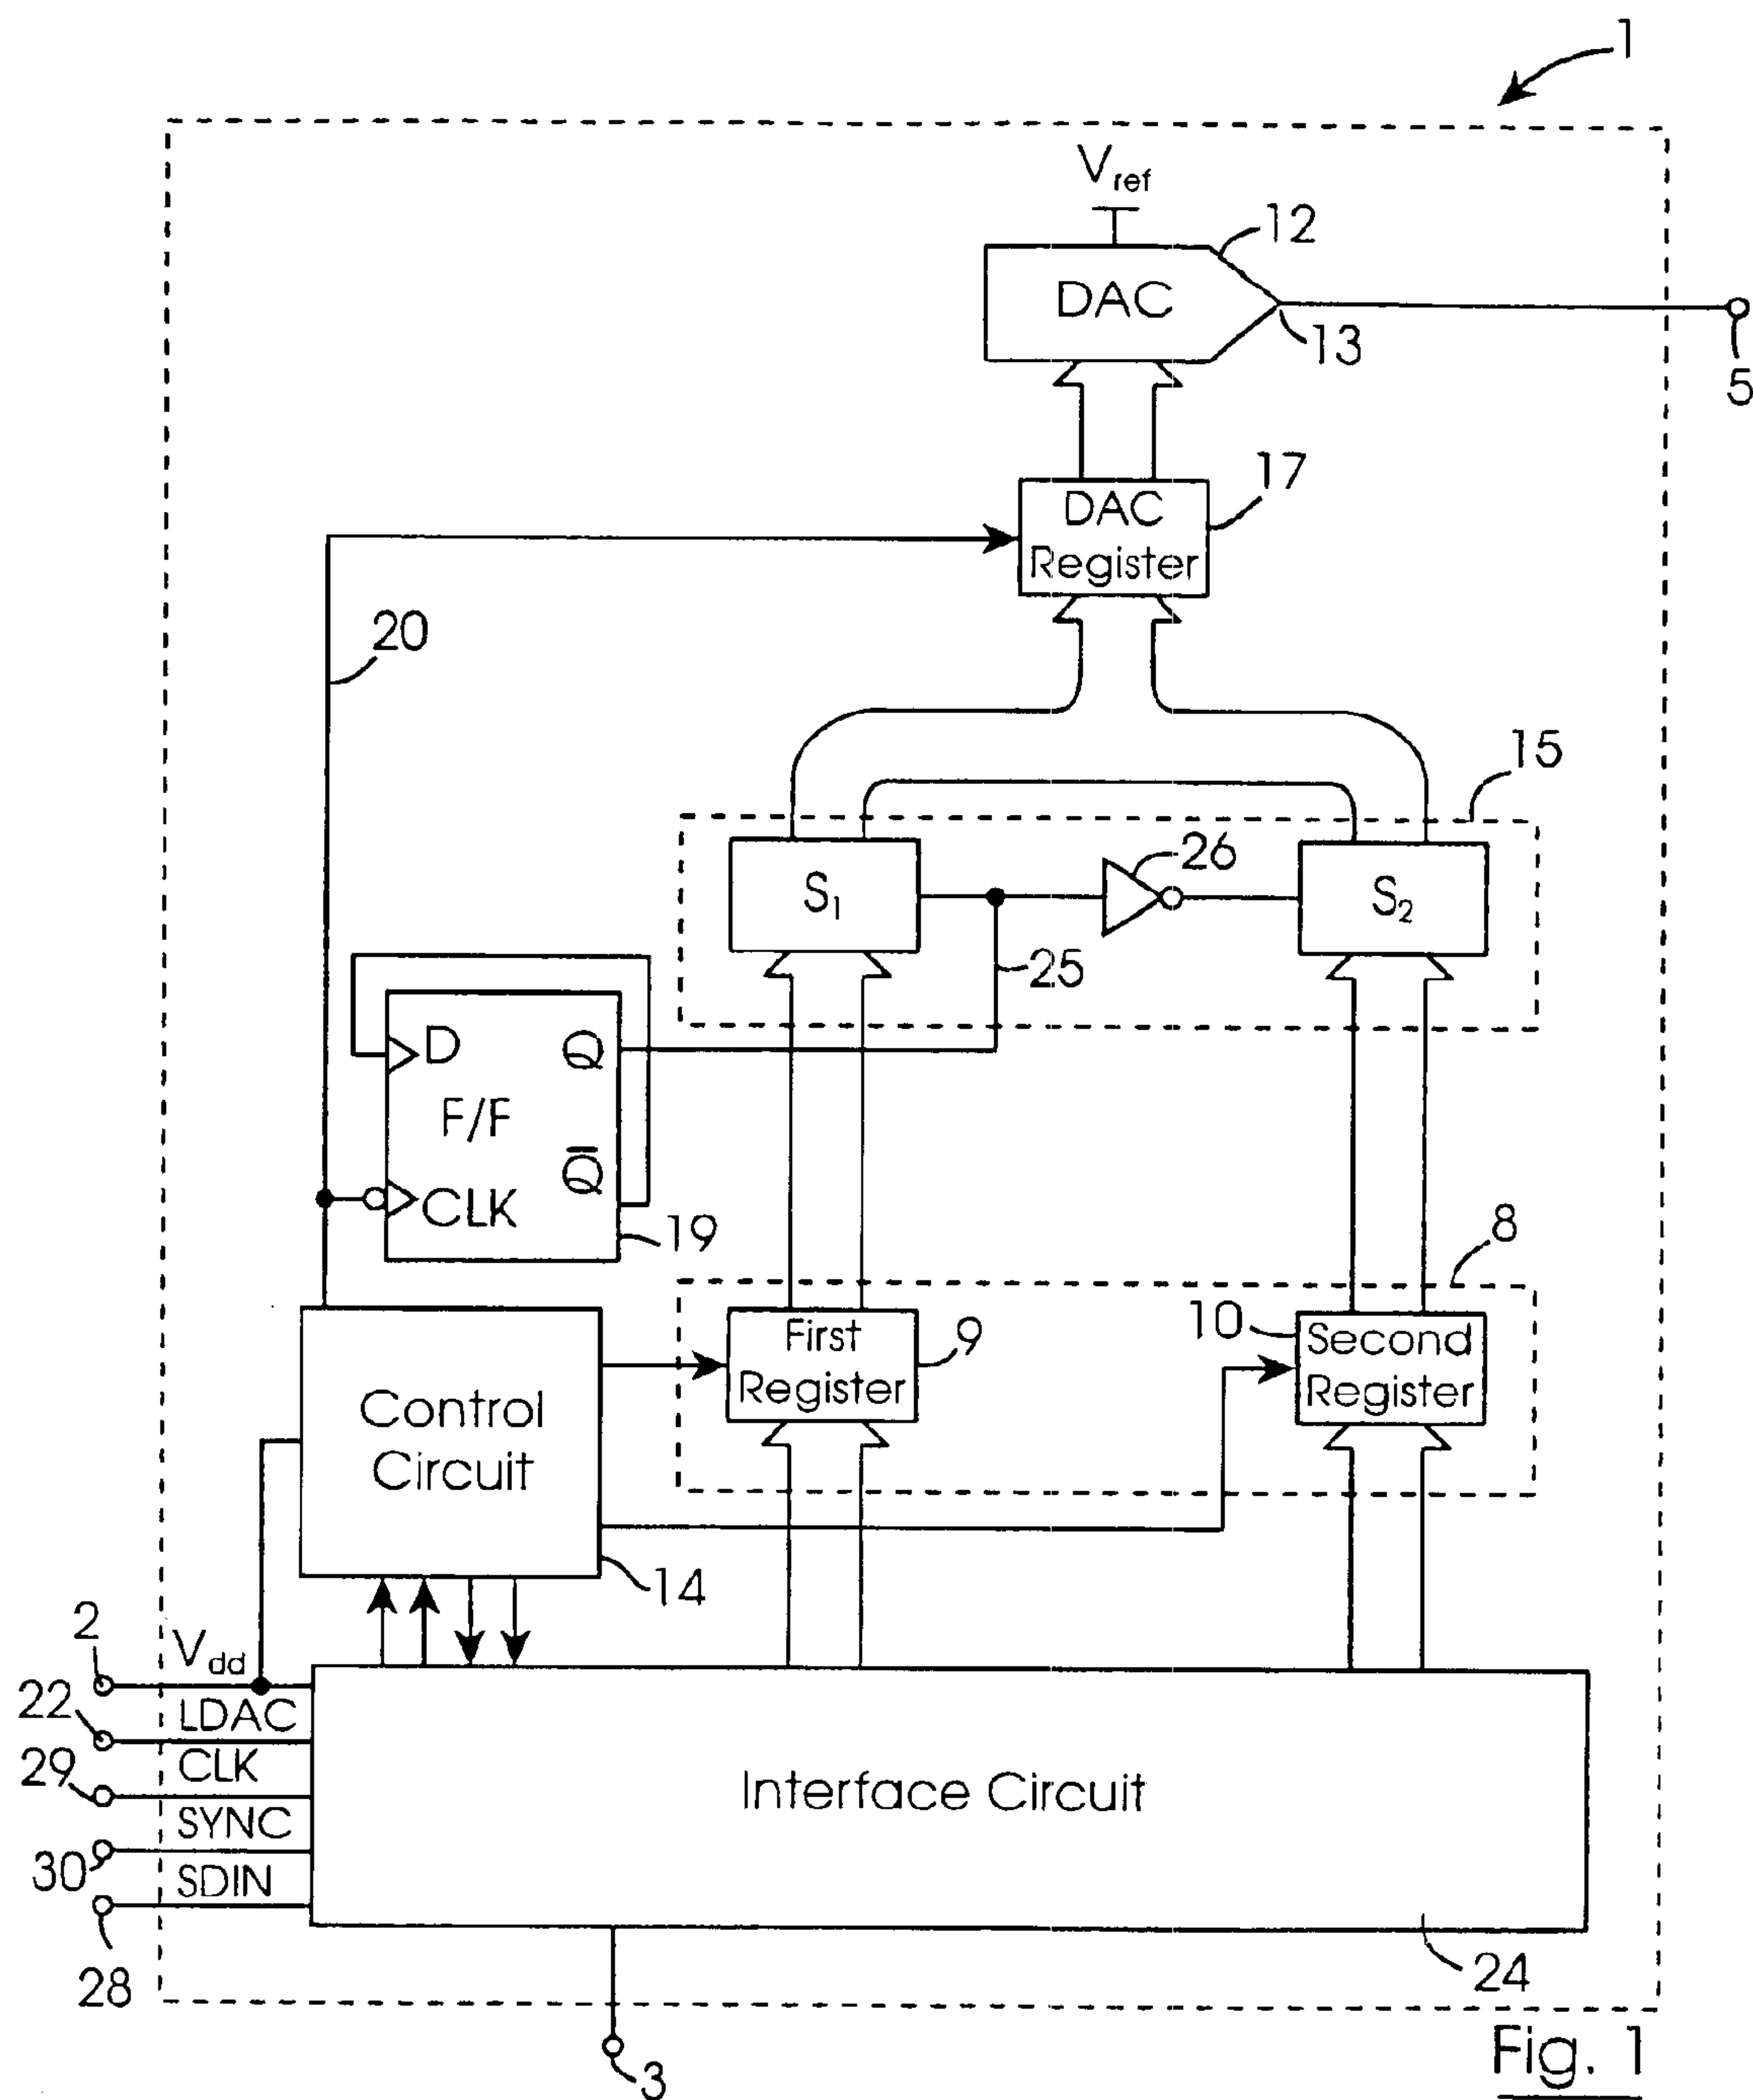 1
Vref
12
DAC
13
5
17
DAC
Register
20
15
26
S1
S2
25
D
Q
F/F
Q̅
CLK
19
8
10
First
Register
9
Second
Register
Control
Circuit
14
2
Vdd
22
LDAC
29
CLK
Interface Circuit
SYNC
30
SDIN
28
24
3
Fig. 1